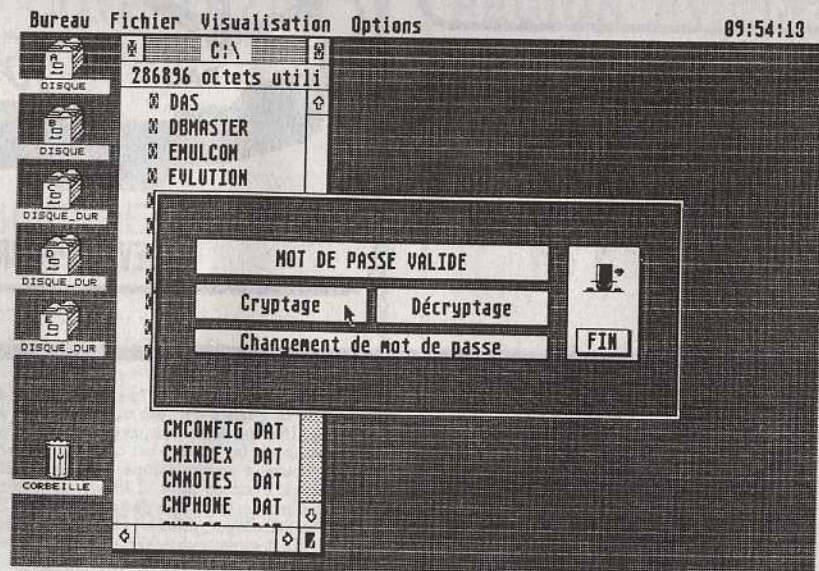 Bureau Fichier Visualisation Options 09:54:13
C:\
286896 octets utili
DAS
DBMASTER
EMULCOM
EVLUTION
A
DISQUE
B
DISQUE
C
DISQUE_DUR
D
DISQUE_DUR
E
DISQUE_DUR
CORBEILLE
MOT DE PASSE VALIDE
Cryptage
Décryptage
Changement de mot de passe
FIN
CMCONFIG DAT
CMINDEX DAT
CMNOTES DAT
CMPHONE DAT